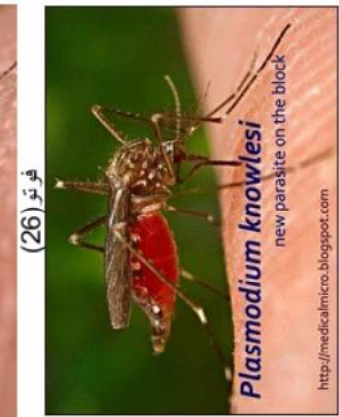 فوتو (26)
Plasmodium knowlesi
new parasite on the block
http://medicalmicro.blogspot.com